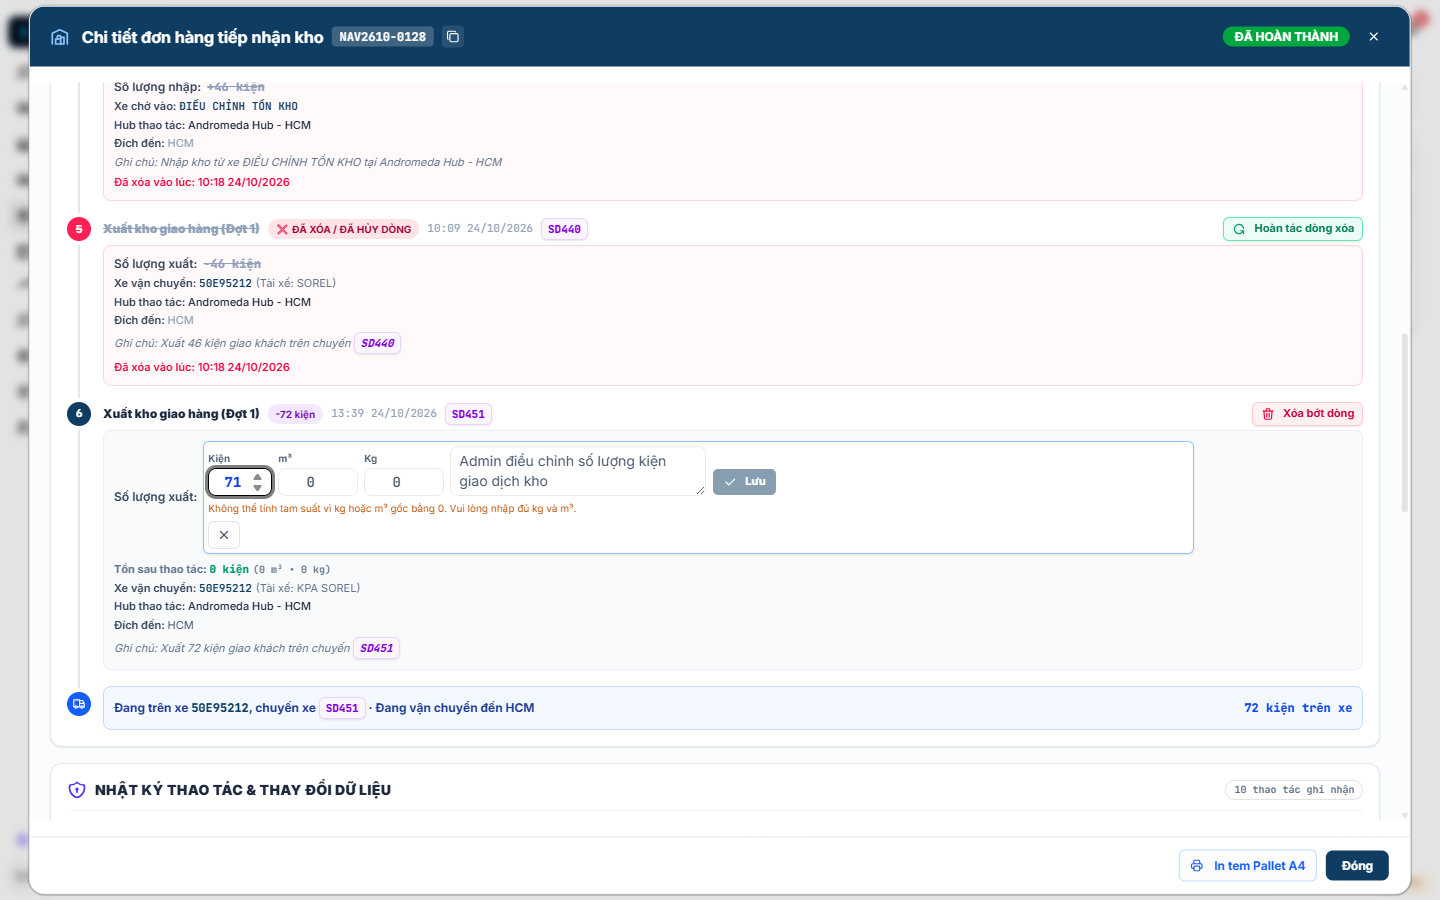 Chi tiết đơn hàng tiếp nhận kho NAV2610-0128 ĐÃ HOÀN THÀNH
Số lượng nhập: +46 kiện
Xe chở vào: ĐIỀU CHỈNH TỒN KHO
Hub thao tác: Andromeda Hub - HCM
Đích đến: HCM
Ghi chú: Nhập kho từ xe ĐIỀU CHỈNH TỒN KHO tại Andromeda Hub - HCM
Đã xóa vào lúc: 10:18 24/10/2026
5 Xuất kho giao hàng (Đợt 1) ❌ ĐÃ XÓA / ĐÃ HỦY DÒNG 10:09 24/10/2026 SD440 Hoàn tác dòng xóa
Số lượng xuất: -46 kiện
Xe vận chuyển: 50E95212 (Tài xế: SOREL)
Hub thao tác: Andromeda Hub - HCM
Đích đến: HCM
Ghi chú: Xuất 46 kiện giao khách trên chuyến SD440
Đã xóa vào lúc: 10:18 24/10/2026
6 Xuất kho giao hàng (Đợt 1) -72 kiện 13:39 24/10/2026 SD451 Xóa bớt dòng
Kiện m³ Kg
Số lượng xuất: 71 0 0 Admin điều chỉnh số lượng kiện
giao dịch kho
Lưu
Không thể tính tam suất vì kg hoặc m³ gốc bằng 0. Vui lòng nhập đủ kg và m³.
Tồn sau thao tác: 0 kiện (0 m³ • 0 kg)
Xe vận chuyển: 50E95212 (Tài xế: KPA SOREL)
Hub thao tác: Andromeda Hub - HCM
Đích đến: HCM
Ghi chú: Xuất 72 kiện giao khách trên chuyến SD451
Đang trên xe 50E95212, chuyến xe SD451 · Đang vận chuyển đến HCM 72 kiện trên xe
NHẬT KÝ THAO TÁC & THAY ĐỔI DỮ LIỆU 10 thao tác ghi nhận
In tem Pallet A4 Đóng